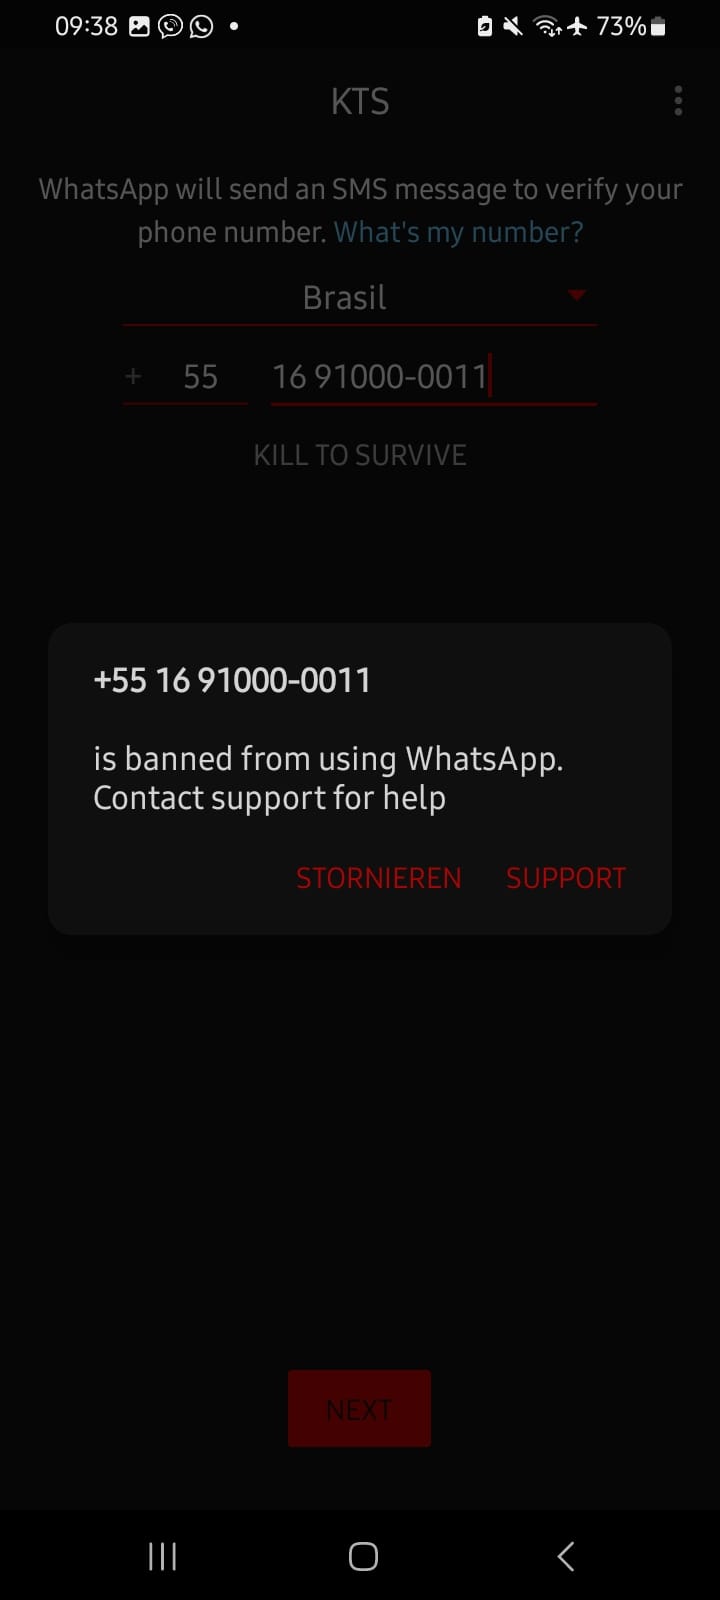 09:38
73%
KTS
WhatsApp will send an SMS message to verify your
phone number. What's my number?
Brasil
+ 55 16 91000-0011
KILL TO SURVIVE
+55 16 91000-0011
is banned from using WhatsApp.
Contact support for help
STORNIEREN SUPPORT
NEXT